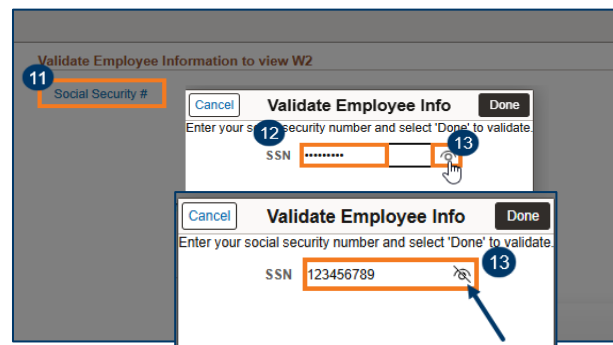 Validate Employee Information to view W2
11
Social Security #
Cancel Validate Employee Info Done
Enter your social security number and select 'Done' to validate.
12
13
SSN •••••••••
Cancel Validate Employee Info Done
Enter your social security number and select 'Done' to validate.
SSN 123456789
13